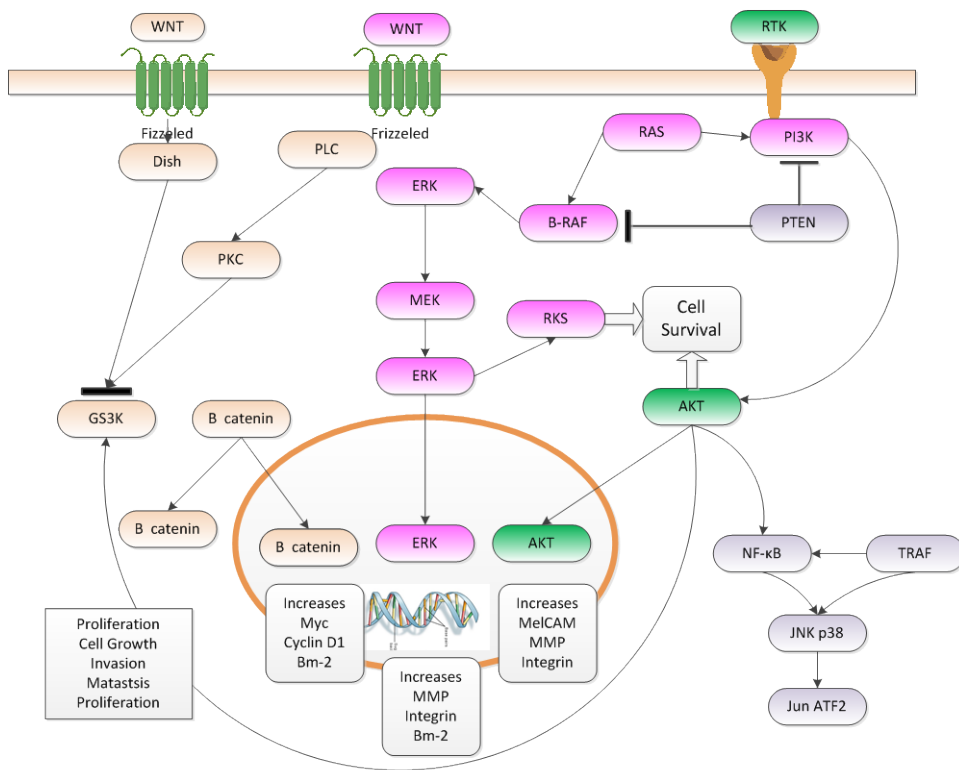 WNT
WNT
RTK
Fizzeled
Frizzeled
Dish
PLC
RAS
PI3K
ERK
B-RAF
PTEN
PKC
MEK
RKS
Cell
Survival
ERK
AKT
GS3K
B catenin
B catenin
B catenin
ERK
AKT
NF-κB
TRAF
Increases
Myc
Cyclin D1
Bm-2
Increases
MelCAM
MMP
Integrin
Proliferation
Cell Growth
Invasion
Matastsis
Proliferation
Increases
MMP
Integrin
Bm-2
JNK p38
Jun ATF2